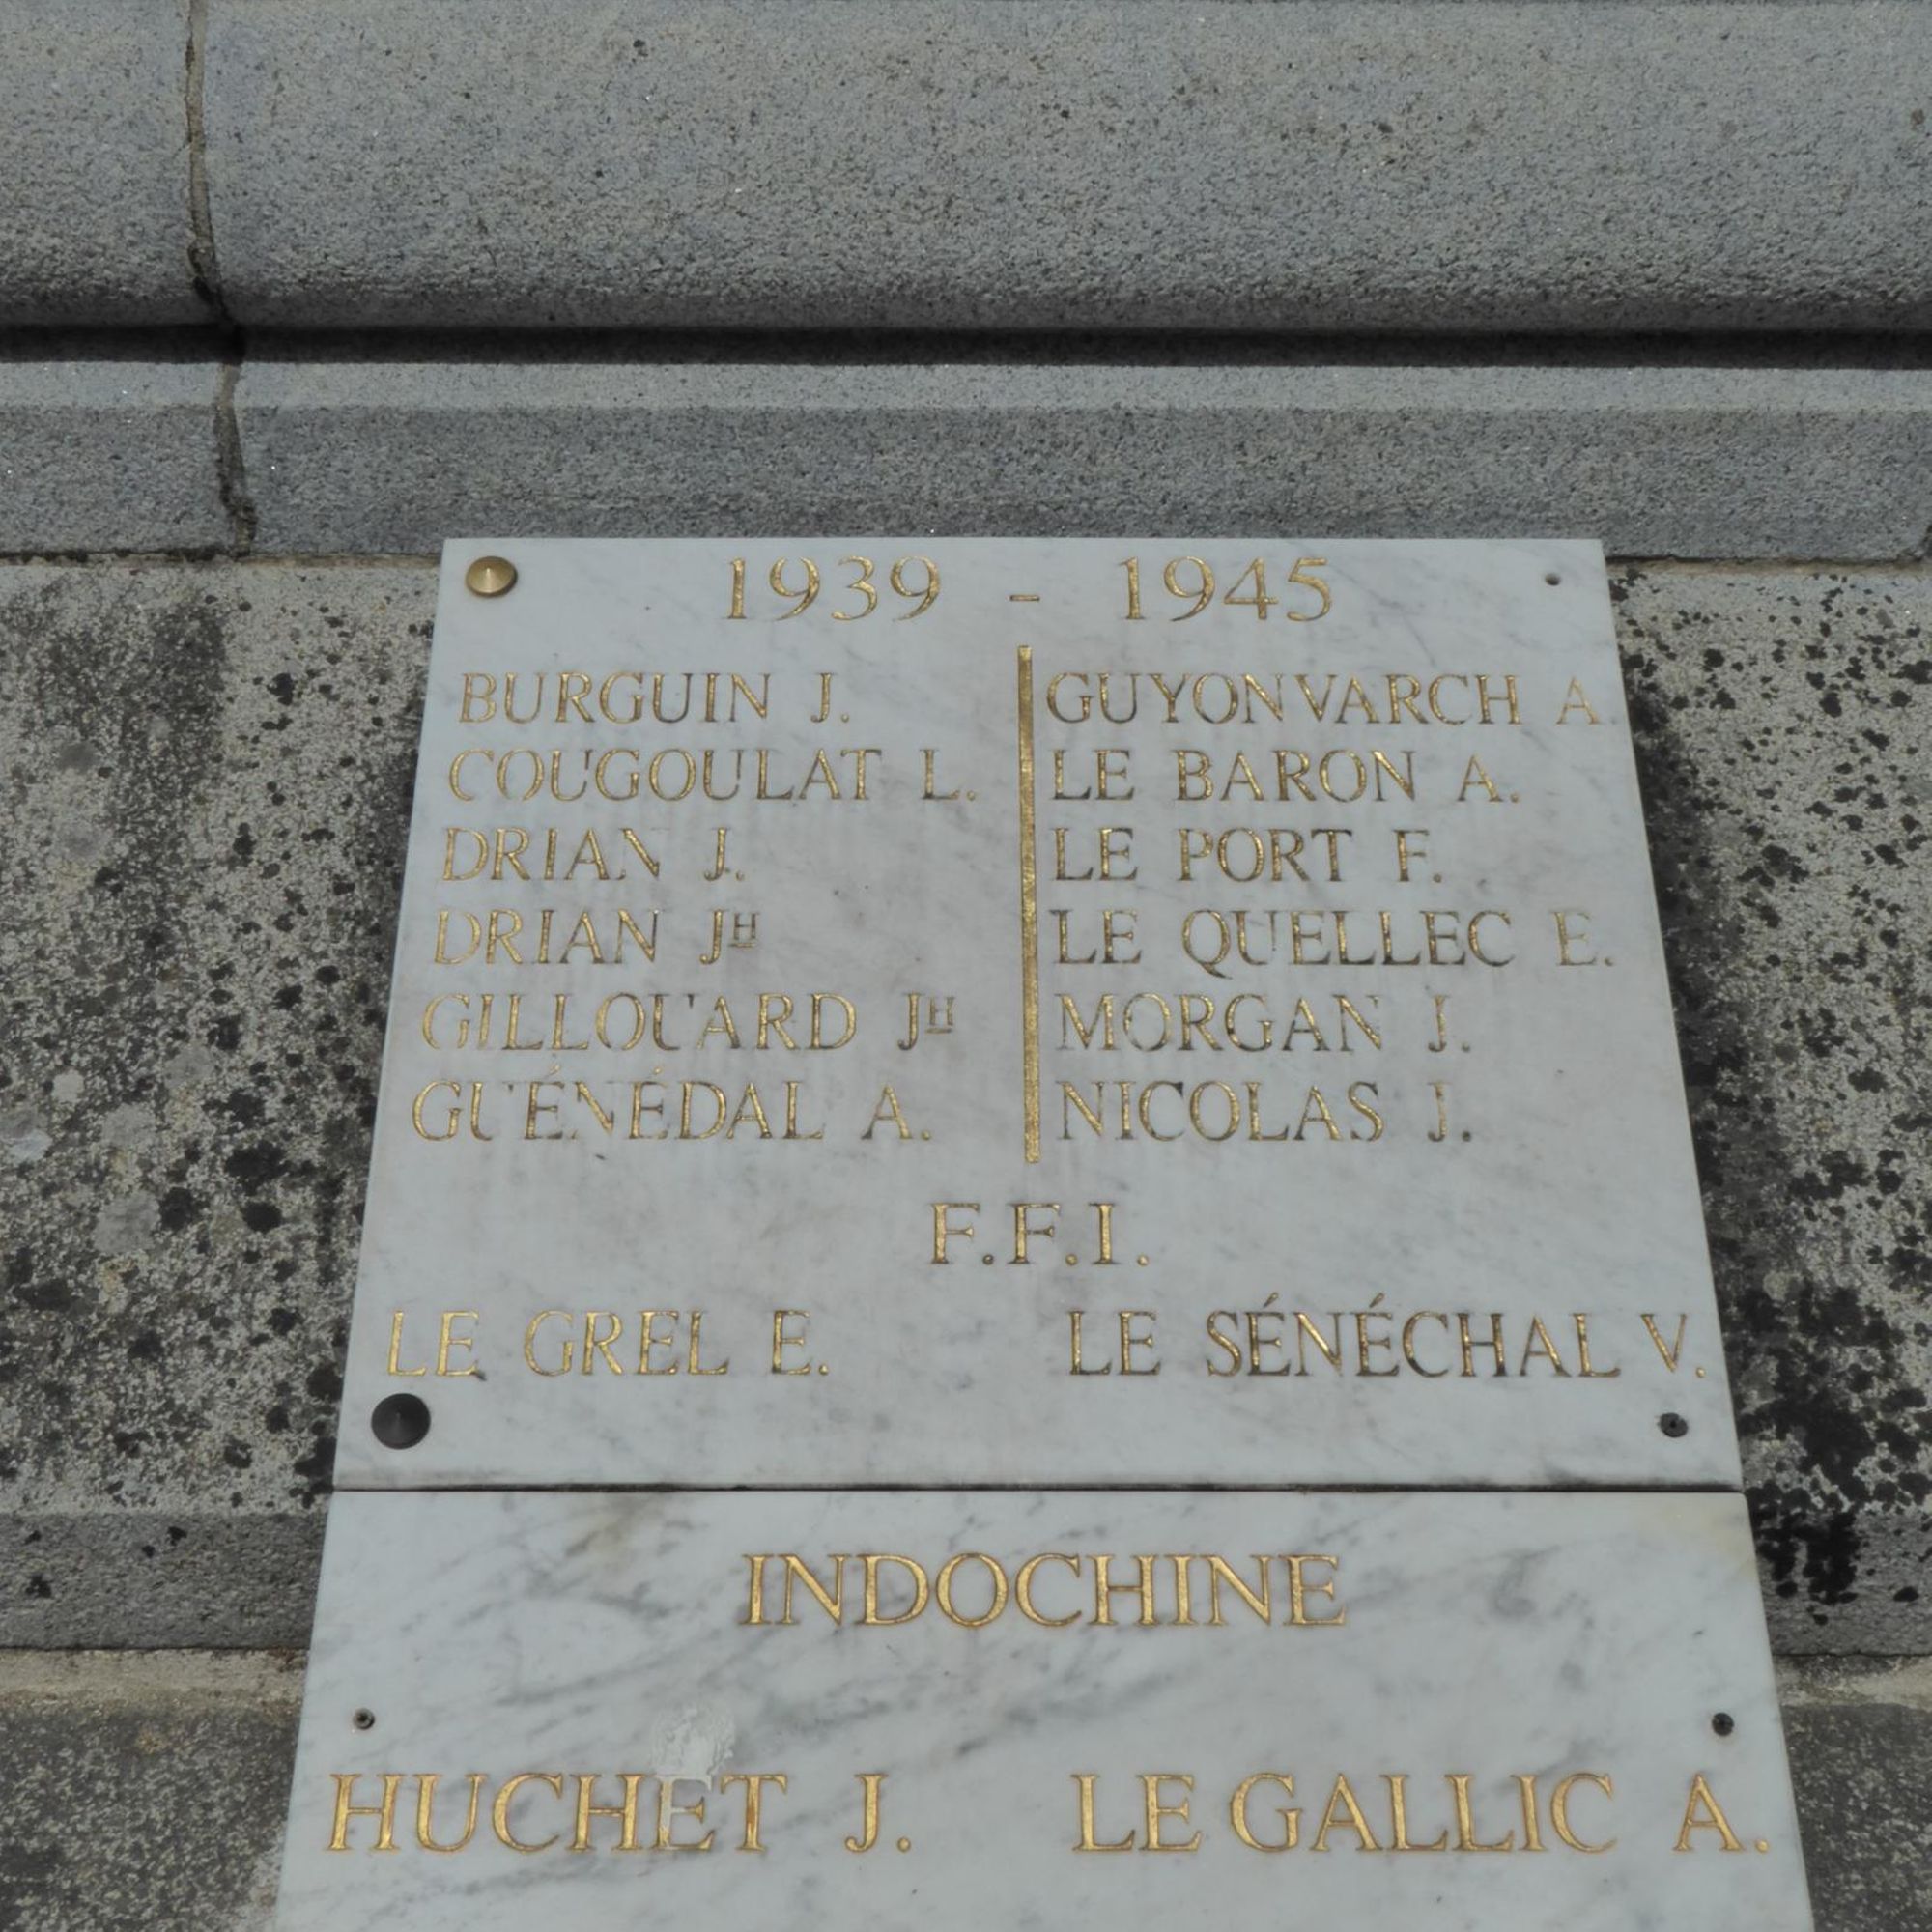 1939 - 1945
BURGUIN J.
COUGOULAT L.
DRIAN J.
DRIAN JH
GILLOUARD JH
GUÉNÉDAL A.
GUYONVARCH A.
LE BARON A.
LE PORT F.
LE QUELLEC E.
MORGAN J.
NICOLAS J.
F.F.I.
LE GREL E. LE SÉNÉCHAL V.
INDOCHINE
HUCHET J. LE GALLIC A.